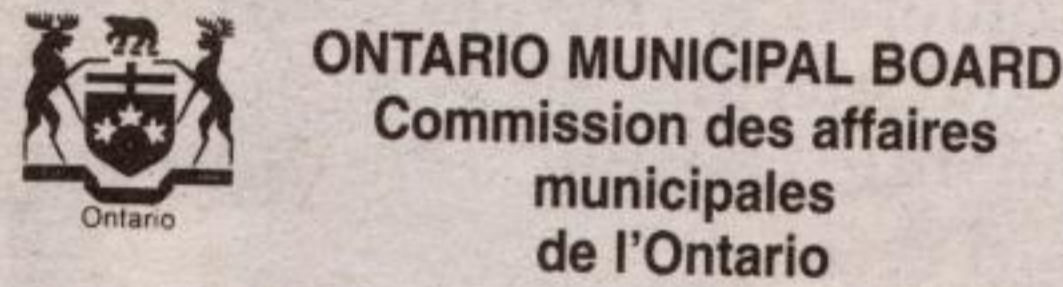 ONTARIO MUNICIPAL BOARD
Commission des affaires
municipales
de l'Ontario
Ontario